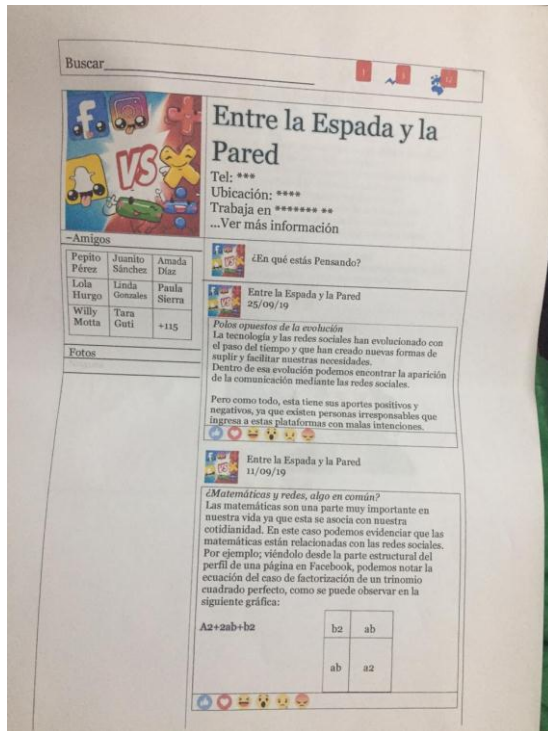 Buscar
1 3 12
VS
Entre la Espada y la
Pared
Tel: ***
Ubicación: ****
Trabaja en ******* **
...Ver más información
~Amigos
Pepito Pérez Juanito Sánchez Amada Díaz
Lola Hurgo Linda Gonzales Paula Sierra
Willy Motta Tara Guti +115
Fotos
¿En qué estás Pensando?
Entre la Espada y la Pared
25/09/19
Polos opuestos de la evolución
La tecnología y las redes sociales han evolucionado con
el paso del tiempo y que han creado nuevas formas de
suplir y facilitar nuestras necesidades.
Dentro de esa evolución podemos encontrar la aparición
de la comunicación mediante las redes sociales.
Pero como todo, esta tiene sus aportes positivos y
negativos, ya que existen personas irresponsables que
ingresa a estas plataformas con malas intenciones.
Entre la Espada y la Pared
11/09/19
¿Matemáticas y redes, algo en común?
Las matemáticas son una parte muy importante en
nuestra vida ya que esta se asocia con nuestra
cotidianidad. En este caso podemos evidenciar que las
matemáticas están relacionadas con las redes sociales.
Por ejemplo; viéndolo desde la parte estructural del
perfil de una página en Facebook, podemos notar la
ecuación del caso de factorización de un trinomio
cuadrado perfecto, como se puede observar en la
siguiente gráfica:
A2+2ab+b2
b2 ab
ab a2